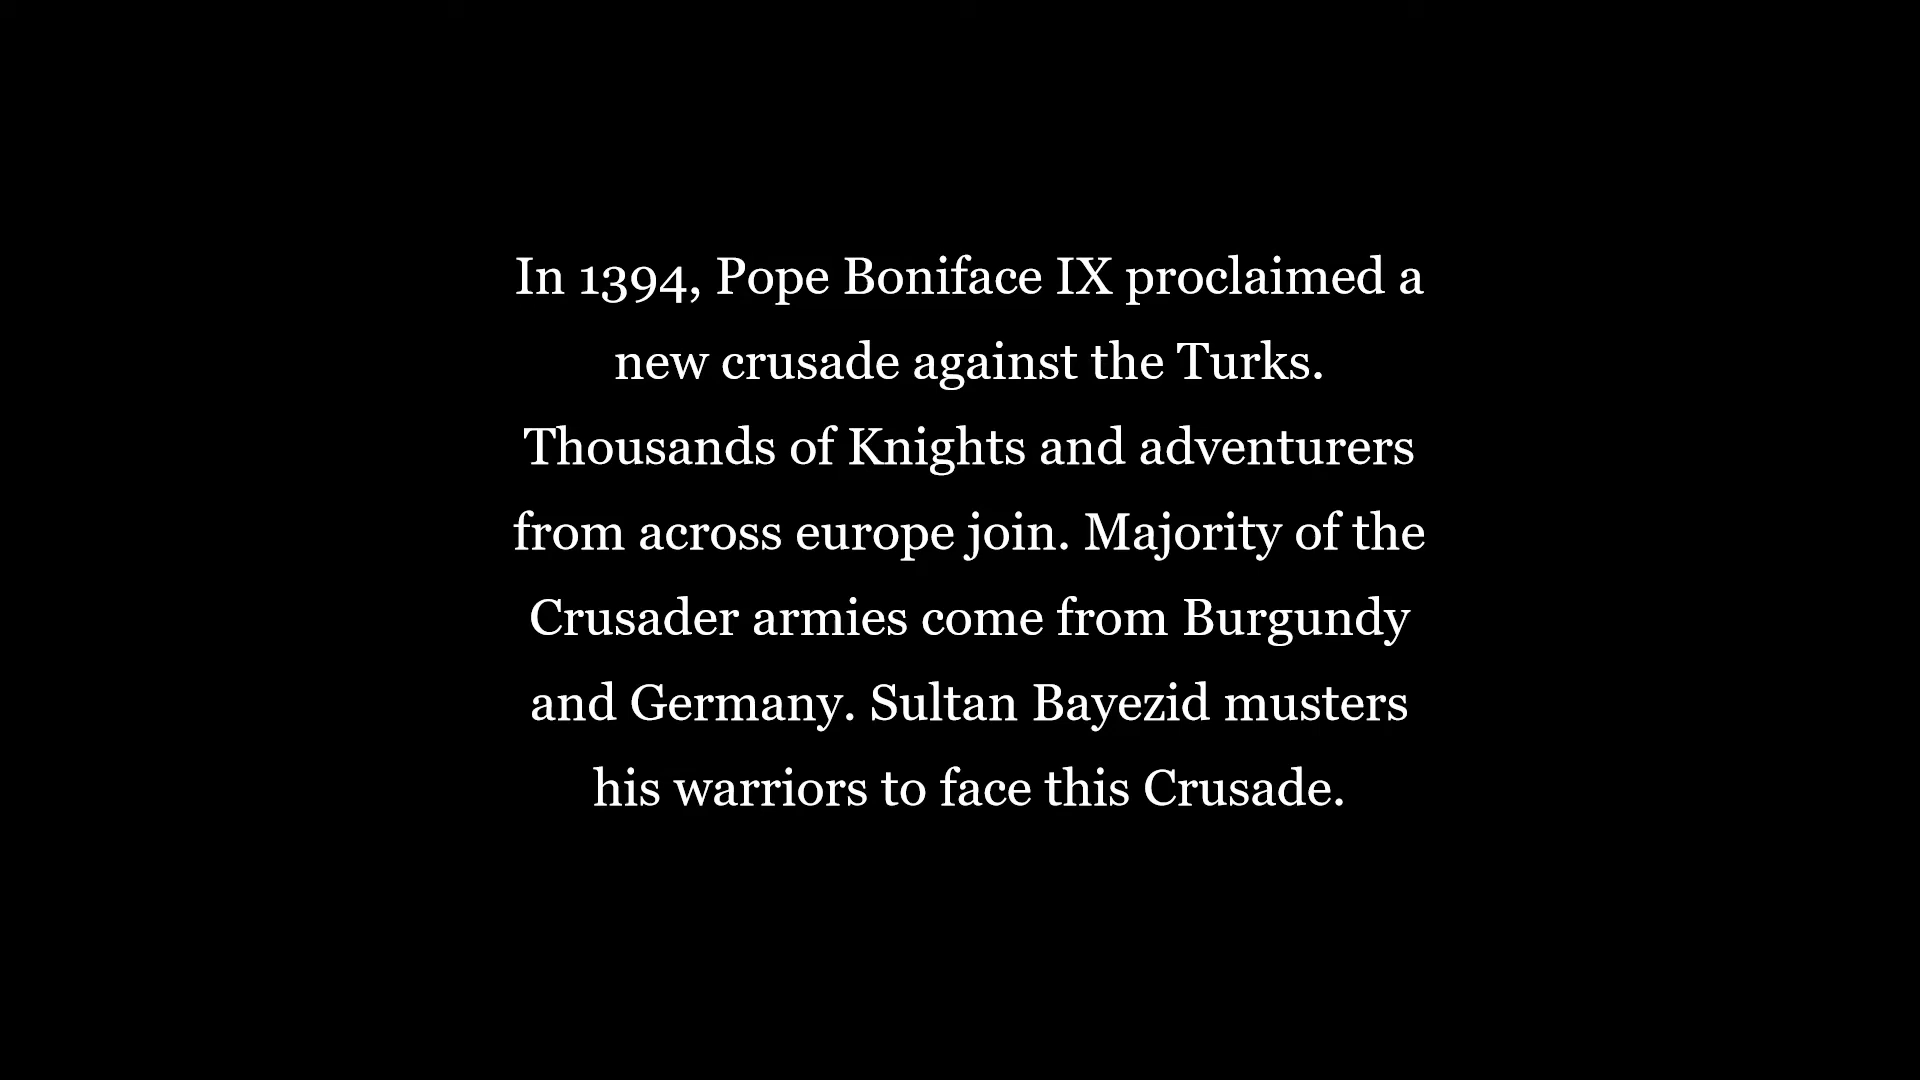 In 1394, Pope Boniface IX proclaimed a
new crusade against the Turks.
Thousands of Knights and adventurers
from across europe join. Majority of the
Crusader armies come from Burgundy
and Germany. Sultan Bayezid musters
his warriors to face this Crusade.